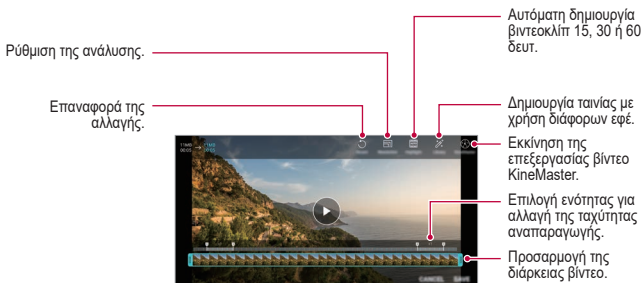 Αυτόματη δημιουργία
βιντεοκλίπ 15, 30 ή 60
δευτ.
Ρύθμιση της ανάλυσης.
Επαναφορά της
αλλαγής.
Δημιουργία ταινίας με
χρήση διάφορων εφέ.
Εκκίνηση της
επεξεργασίας βίντεο
KineMaster.
Επιλογή ενότητας για
αλλαγή της ταχύτητας
αναπαραγωγής.
Προσαρμογή της
διάρκειας βίντεο.
CANCEL SAVE